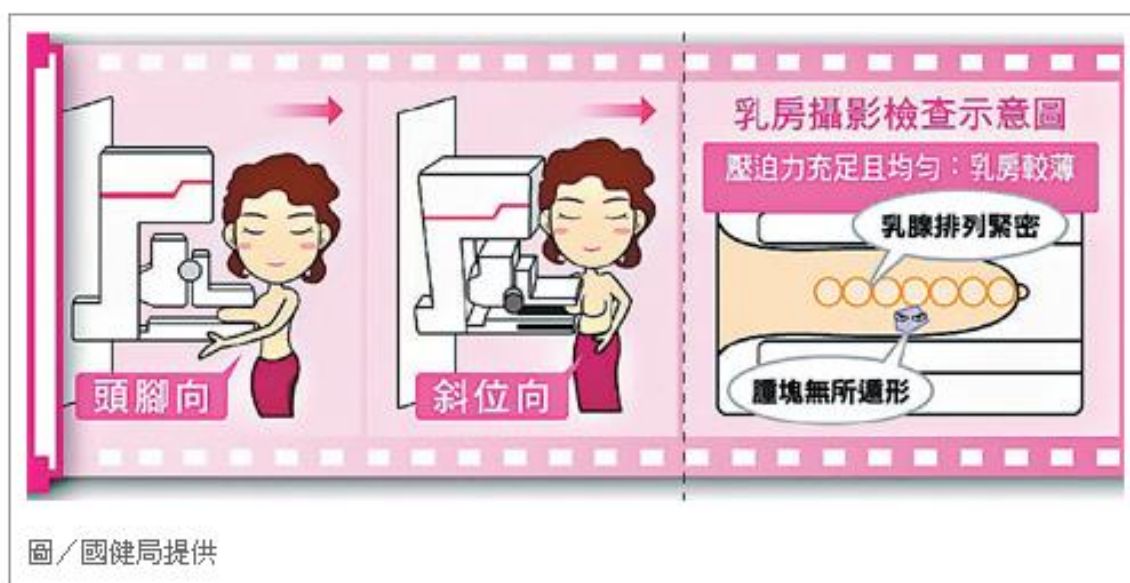 頭腳向
斜位向
乳房攝影檢查示意圖
壓迫力充足且均勻：乳房較薄
乳腺排列緊密
腫塊無所遁形
圖／國健局提供